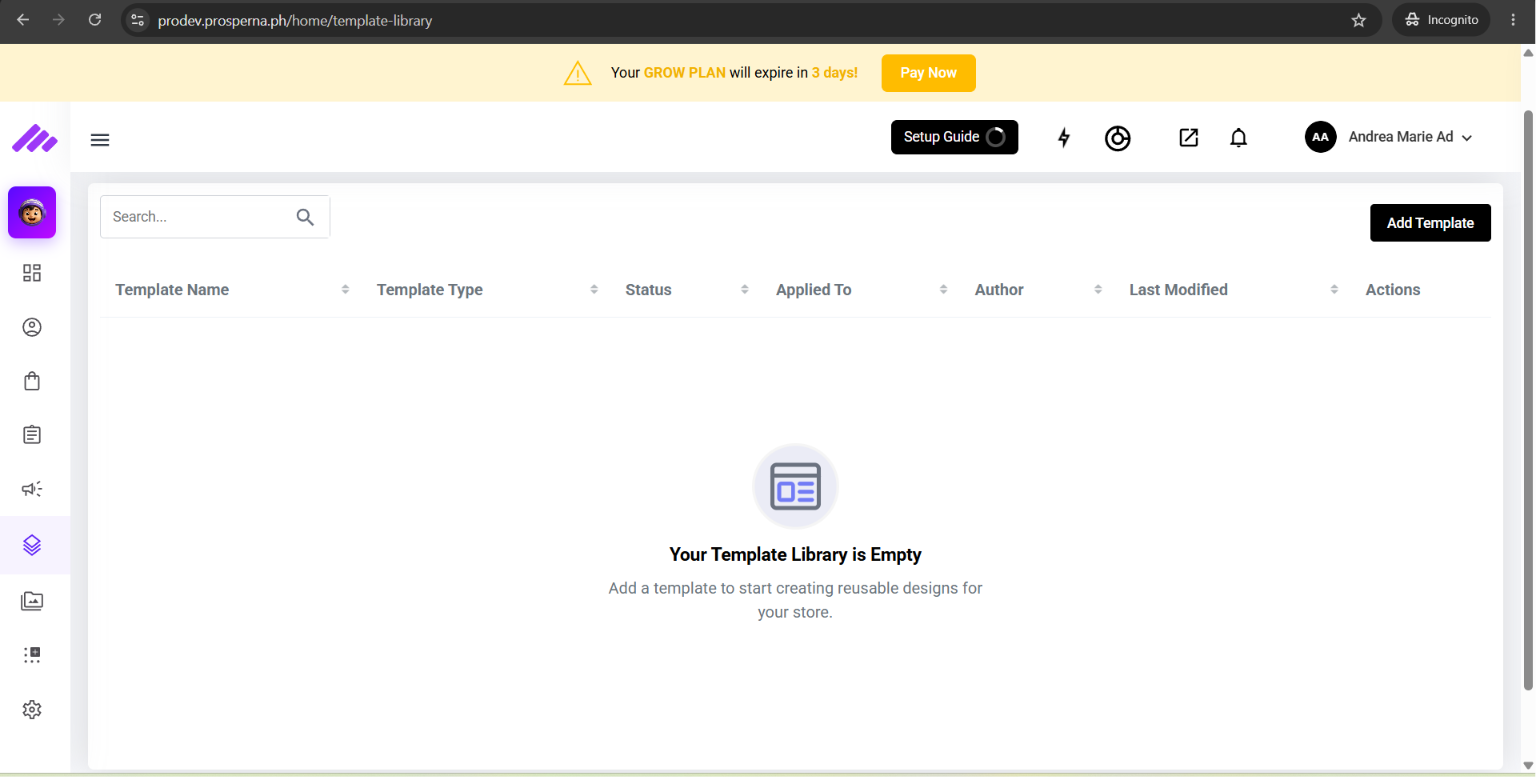 prodev.prosperna.ph/home/template-library
Incognito
Your GROW PLAN will expire in 3 days!
Pay Now
Setup Guide
AA
Andrea Marie Ad
Search...
Add Template
Template Name
Template Type
Status
Applied To
Author
Last Modified
Actions
Your Template Library is Empty
Add a template to start creating reusable designs for
your store.